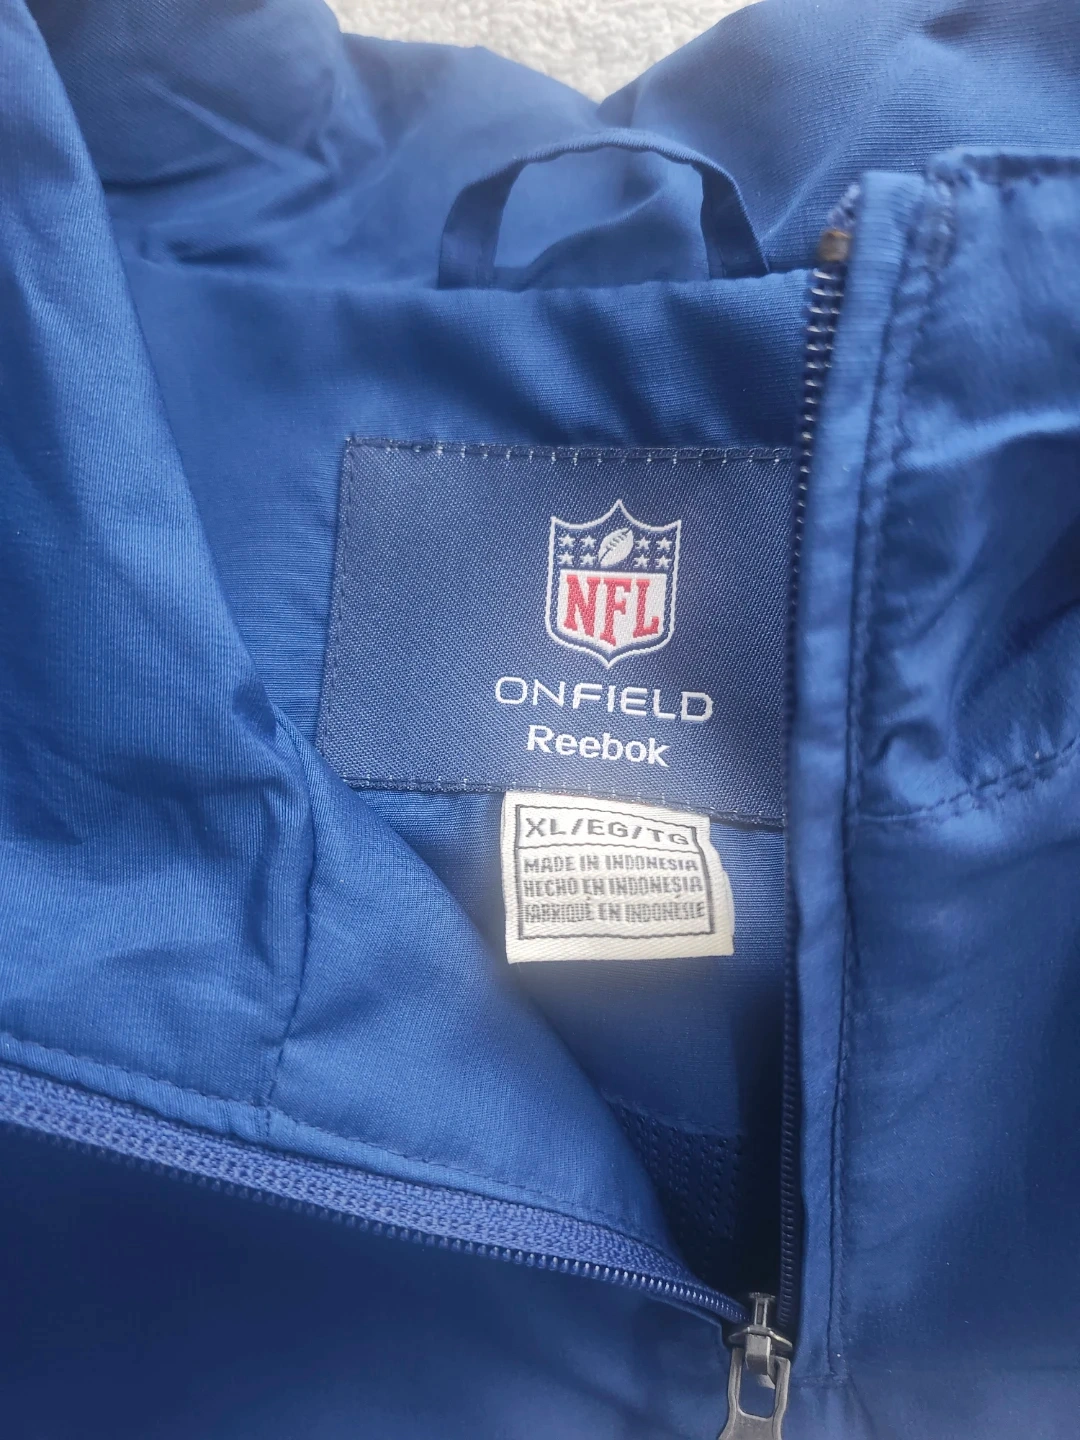 NFL
ONFIELD
Reebok
XL/EG/TG
MADE IN INDONESIA
HECHO EN INDONESIA
FABRIQUÉ EN INDONÉSIE